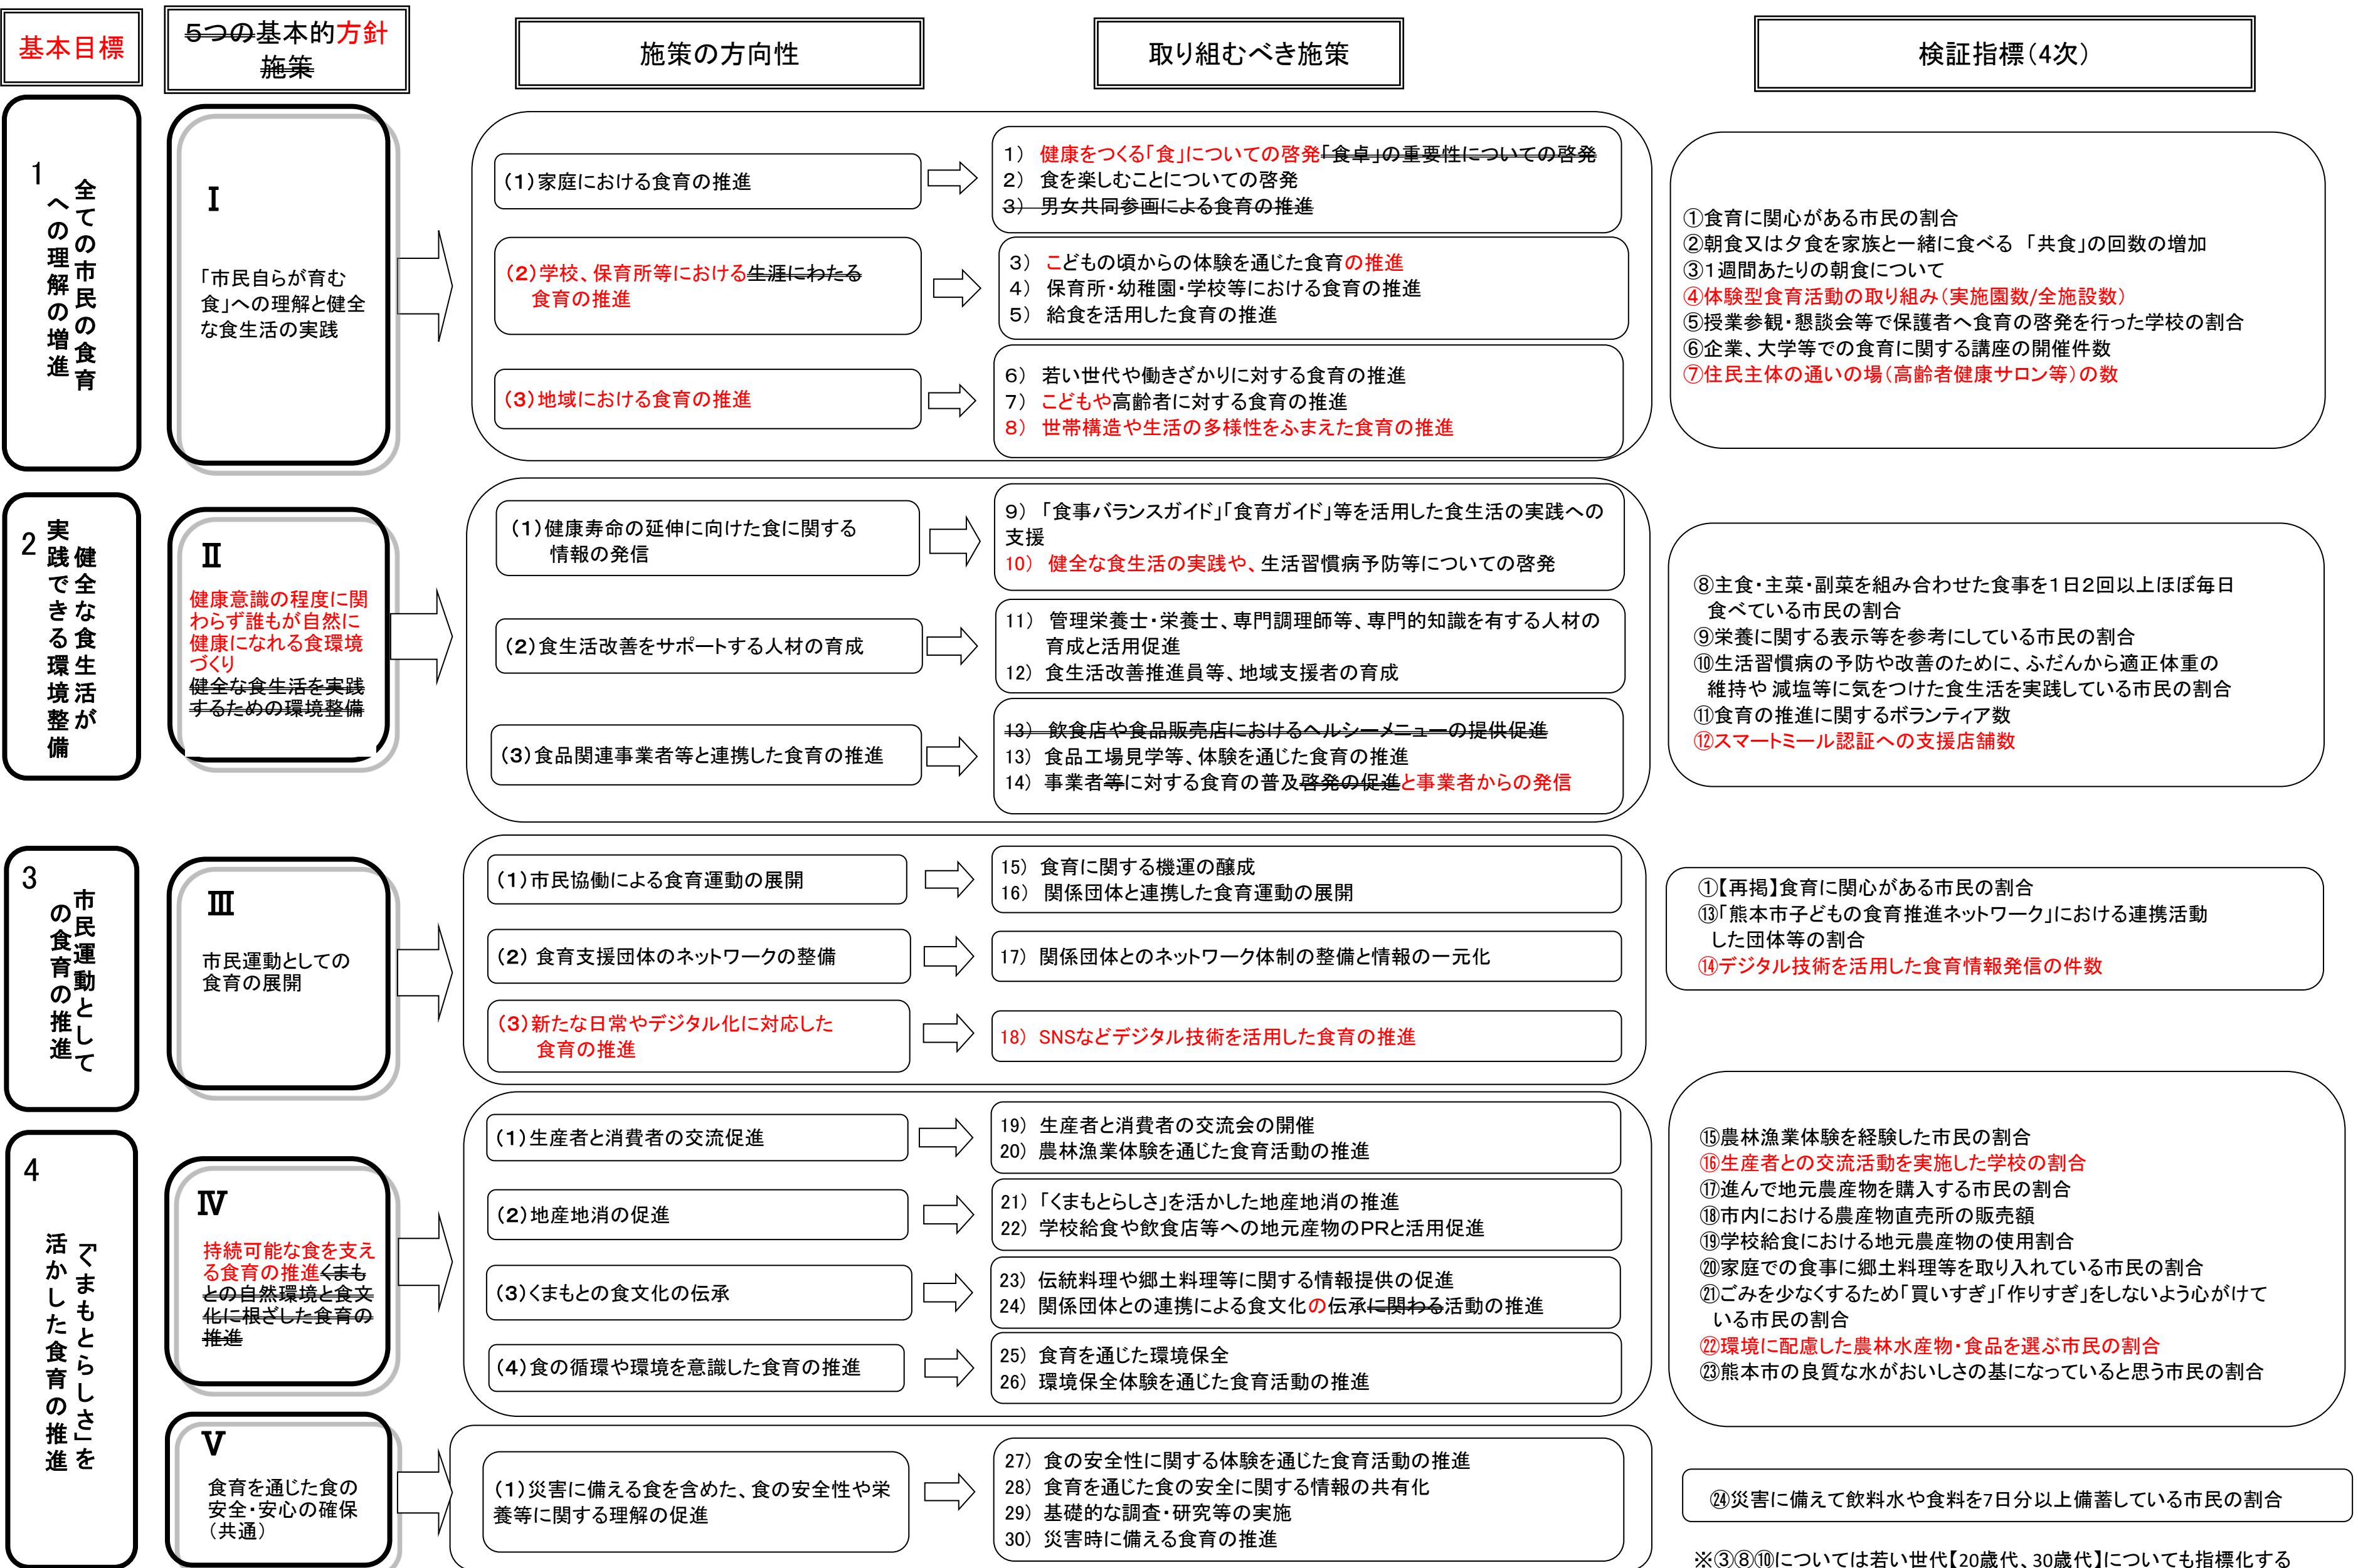 基本目標
5つの基本的方針
施策
施策の方向性
取り組むべき施策
検証指標(4次)
1
全ての市民の食育
への理解の増進
Ⅰ
「市民自らが育む
食」への理解と健全
な食生活の実践
(1)家庭における食育の推進
1) 健康をつくる「食」についての啓発「食卓」の重要性についての啓発
2) 食を楽しむことについての啓発
3) 男女共同参画による食育の推進
(2)学校、保育所等における生涯にわたる
食育の推進
3) こどもの頃からの体験を通じた食育の推進
4) 保育所・幼稚園・学校等における食育の推進
5) 給食を活用した食育の推進
(3)地域における食育の推進
6) 若い世代や働きざかりに対する食育の推進
7) こどもや高齢者に対する食育の推進
8) 世帯構造や生活の多様性をふまえた食育の推進
①食育に関心がある市民の割合
②朝食又は夕食を家族と一緒に食べる 「共食」の回数の増加
③1週間あたりの朝食について
④体験型食育活動の取り組み(実施園数/全施設数)
⑤授業参観・懇談会等で保護者へ食育の啓発を行った学校の割合
⑥企業、大学等での食育に関する講座の開催件数
⑦住民主体の通いの場(高齢者健康サロン等)の数
2
健全な食生活が
実践できる環境整備
Ⅱ
健康意識の程度に関
わらず誰もが自然に
健康になれる食環境
づくり
健全な食生活を実践
するための環境整備
(1)健康寿命の延伸に向けた食に関する
情報の発信
9) 「食事バランスガイド」「食育ガイド」等を活用した食生活の実践への
支援
10) 健全な食生活の実践や、生活習慣病予防等についての啓発
(2)食生活改善をサポートする人材の育成
11) 管理栄養士・栄養士、専門調理師等、専門的知識を有する人材の
育成と活用促進
12) 食生活改善推進員等、地域支援者の育成
(3)食品関連事業者等と連携した食育の推進
13) 飲食店や食品販売店におけるヘルシーメニューの提供促進
13) 食品工場見学等、体験を通じた食育の推進
14) 事業者等に対する食育の普及啓発の促進と事業者からの発信
⑧主食・主菜・副菜を組み合わせた食事を1日2回以上ほぼ毎日
食べている市民の割合
⑨栄養に関する表示等を参考にしている市民の割合
⑩生活習慣病の予防や改善のために、ふだんから適正体重の
維持や 減塩等に気をつけた食生活を実践している市民の割合
⑪食育の推進に関するボランティア数
⑫スマートミール認証への支援店舗数
3
市民運動として
の食育の推進
Ⅲ
市民運動としての
食育の展開
(1)市民協働による食育運動の展開
15) 食育に関する機運の醸成
16) 関係団体と連携した食育運動の展開
(2) 食育支援団体のネットワークの整備
17) 関係団体とのネットワーク体制の整備と情報の一元化
(3)新たな日常やデジタル化に対応した
食育の推進
18) SNSなどデジタル技術を活用した食育の推進
①【再掲】食育に関心がある市民の割合
⑬「熊本市子どもの食育推進ネットワーク」における連携活動
した団体等の割合
⑭デジタル技術を活用した食育情報発信の件数
4
「くまもとらしさ」を
活かした食育の推進
Ⅳ
持続可能な食を支え
る食育の推進くまも
との自然環境と食文
化に根ざした食育の
推進
(1)生産者と消費者の交流促進
19) 生産者と消費者の交流会の開催
20) 農林漁業体験を通じた食育活動の推進
(2)地産地消の促進
21) 「くまもとらしさ」を活かした地産地消の推進
22) 学校給食や飲食店等への地元産物のPRと活用促進
(3)くまもとの食文化の伝承
23) 伝統料理や郷土料理等に関する情報提供の促進
24) 関係団体との連携による食文化の伝承に関わる活動の推進
(4)食の循環や環境を意識した食育の推進
25) 食育を通じた環境保全
26) 環境保全体験を通じた食育活動の推進
⑮農林漁業体験を経験した市民の割合
⑯生産者との交流活動を実施した学校の割合
⑰進んで地元農産物を購入する市民の割合
⑱市内における農産物直売所の販売額
⑲学校給食における地元農産物の使用割合
⑳家庭での食事に郷土料理等を取り入れている市民の割合
㉑ごみを少なくするため「買いすぎ」「作りすぎ」をしないよう心がけて
いる市民の割合
㉒環境に配慮した農林水産物・食品を選ぶ市民の割合
㉓熊本市の良質な水がおいしさの基になっていると思う市民の割合
Ⅴ
食育を通じた食の
安全・安心の確保
(共通)
(1)災害に備える食を含めた、食の安全性や栄
養等に関する理解の促進
27) 食の安全性に関する体験を通じた食育活動の推進
28) 食育を通じた食の安全に関する情報の共有化
29) 基礎的な調査・研究等の実施
30) 災害時に備える食育の推進
㉔災害に備えて飲料水や食料を7日分以上備蓄している市民の割合
※③⑧⑩については若い世代【20歳代、30歳代】についても指標化する